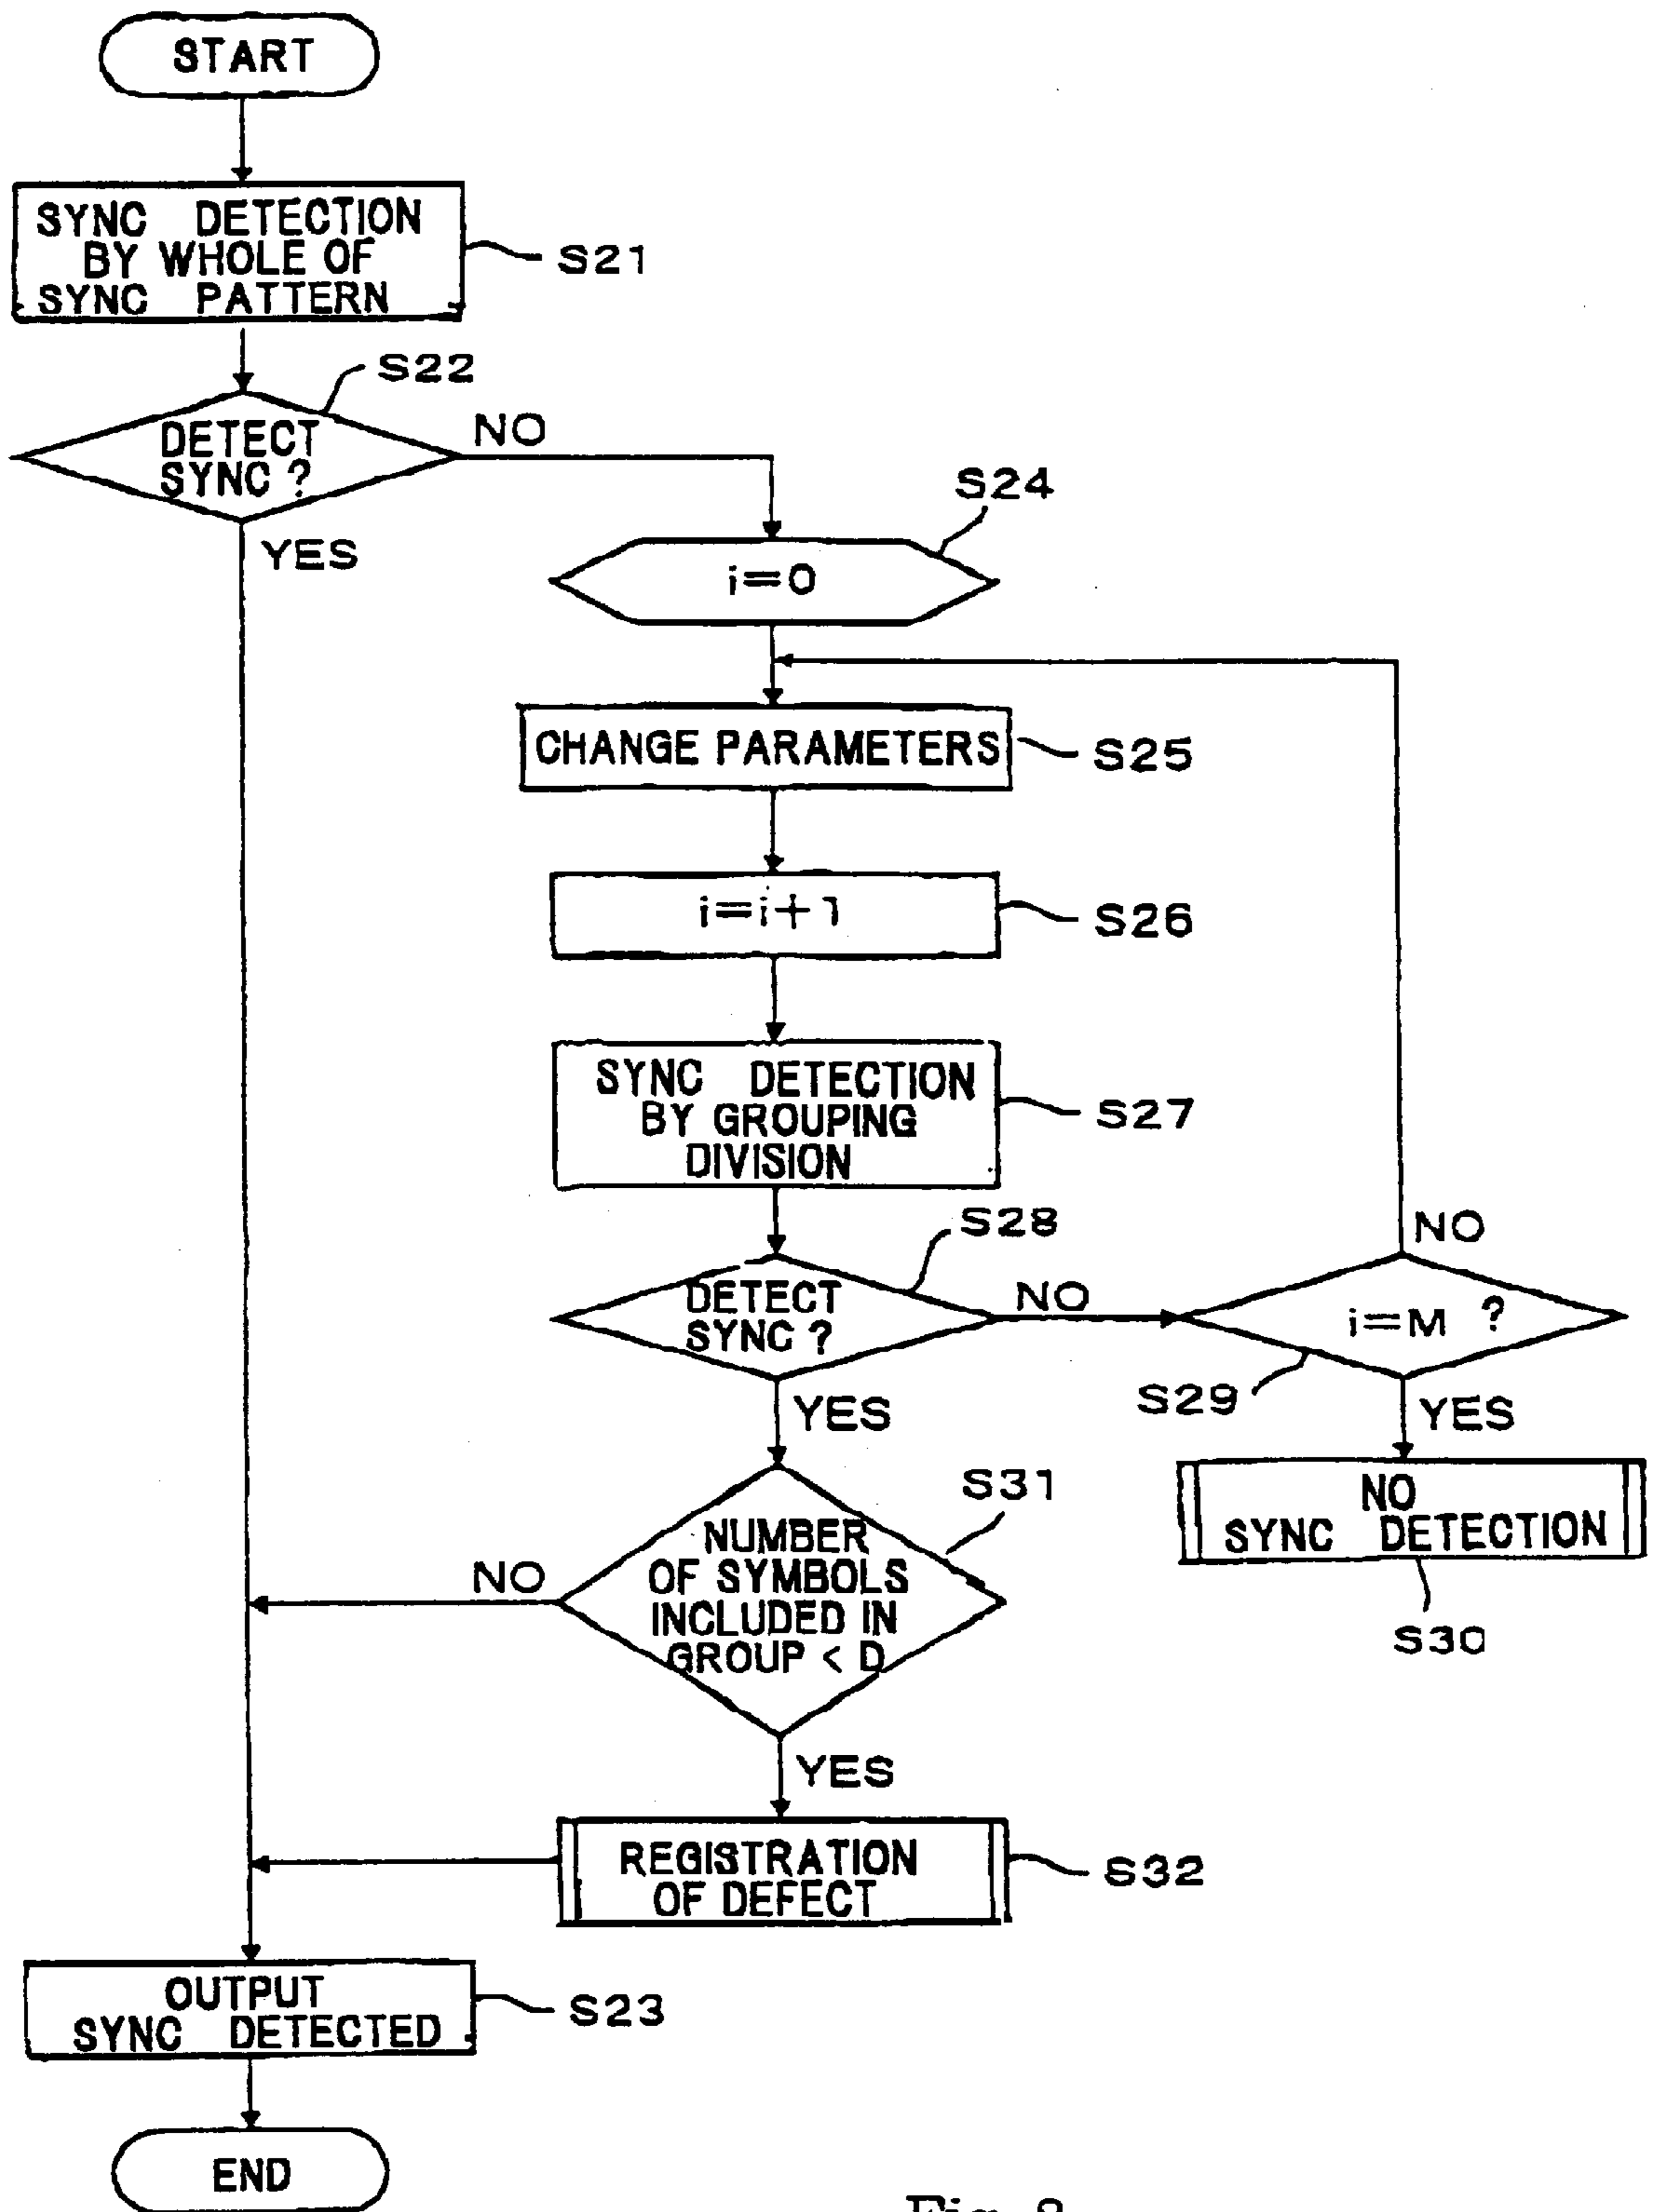 START
SYNC DETECTION
BY WHOLE OF
SYNC PATTERN
S21
S22
DETECT
SYNC ?
NO
YES
S24
i=0
CHANGE PARAMETERS
S25
i=i+1
S26
SYNC DETECTION
BY GROUPING
DIVISION
S27
S28
DETECT
SYNC ?
NO
YES
NO
i=M ?
S29
YES
NO
SYNC DETECTION
S30
S31
NUMBER
OF SYMBOLS
INCLUDED IN
GROUP < D
NO
YES
REGISTRATION
OF DEFECT
S32
OUTPUT
SYNC DETECTED
S23
END